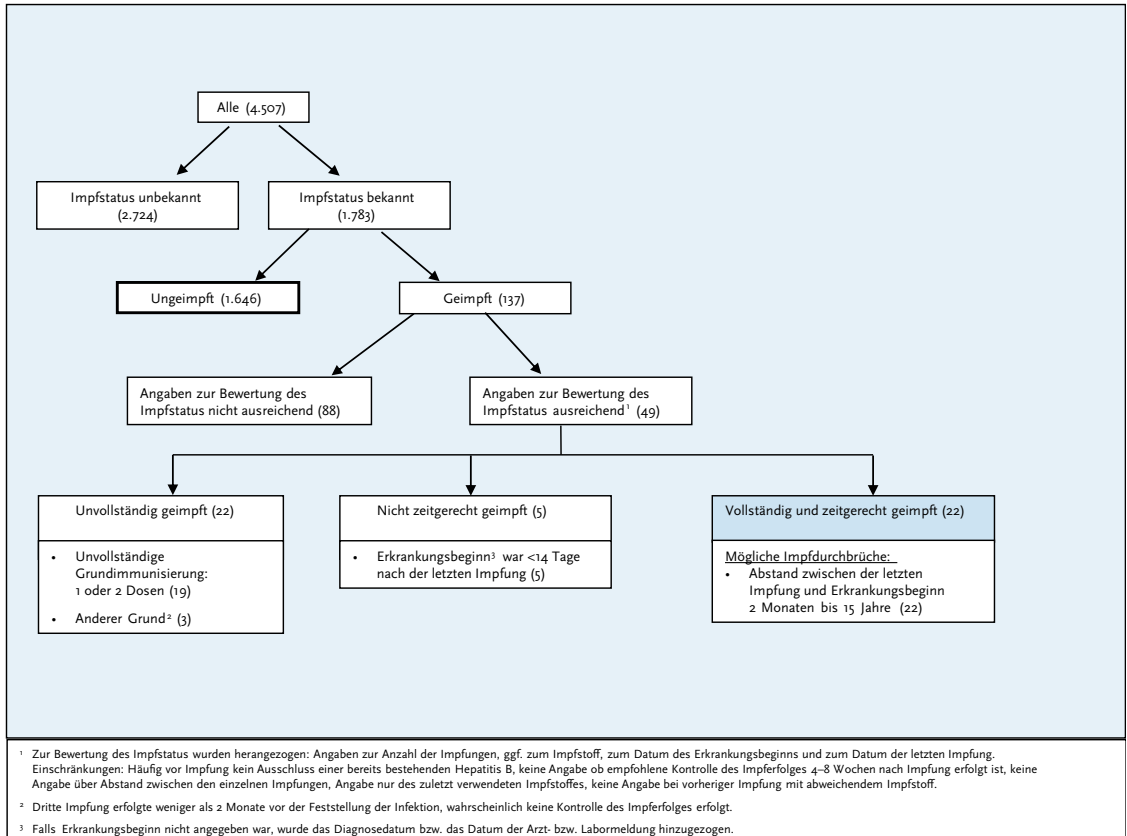 Alle (4.507)
Impfstatus unbekannt
(2.724)
Impfstatus bekannt
(1.783)
Ungeimpft (1.646)
Geimpft (137)
Angaben zur Bewertung des
Impfstatus nicht ausreichend (88)
Angaben zur Bewertung des
Impfstatus ausreichend¹ (49)
Unvollständig geimpft (22)
• Unvollständige
Grundimmunisierung:
1 oder 2 Dosen (19)
• Anderer Grund² (3)
Nicht zeitgerecht geimpft (5)
• Erkrankungsbeginn³ war <14 Tage
nach der letzten Impfung (5)
Vollständig und zeitgerecht geimpft (22)
Mögliche Impfdurchbrüche:
• Abstand zwischen der letzten
Impfung und Erkrankungsbeginn
2 Monaten bis 15 Jahre (22)
¹ Zur Bewertung des Impfstatus wurden herangezogen: Angaben zur Anzahl der Impfungen, ggf. zum Impfstoff, zum Datum des Erkrankungsbeginns und zum Datum der letzten Impfung.
Einschränkungen: Häufig vor Impfung kein Ausschluss einer bereits bestehenden Hepatitis B, keine Angabe ob empfohlene Kontrolle des Impferfolges 4–8 Wochen nach Impfung erfolgt ist, keine
Angabe über Abstand zwischen den einzelnen Impfungen, Angabe nur des zuletzt verwendeten Impfstoffes, keine Angabe bei vorheriger Impfung mit abweichendem Impfstoff.
² Dritte Impfung erfolgte weniger als 2 Monate vor der Feststellung der Infektion, wahrscheinlich keine Kontrolle des Impferfolges erfolgt.
³ Falls Erkrankungsbeginn nicht angegeben war, wurde das Diagnosedatum bzw. das Datum der Arzt- bzw. Labormeldung hinzugezogen.